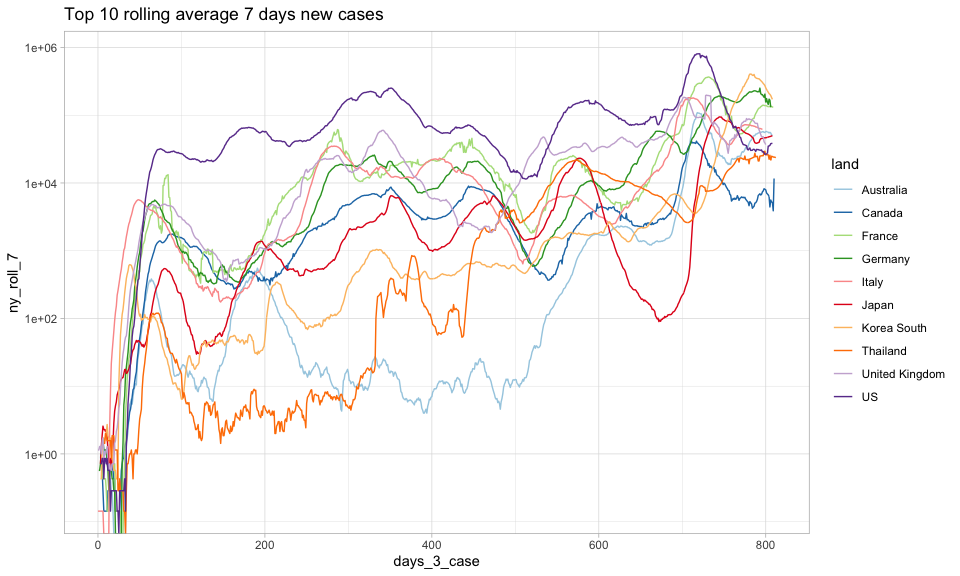 Top 10 rolling average 7 days new cases
1e+06
1e+04
1e+02
1e+00
ny_roll_7
0
200
400
600
800
days_3_case
land
Australia
Canada
France
Germany
Italy
Japan
Korea South
Thailand
United Kingdom
US